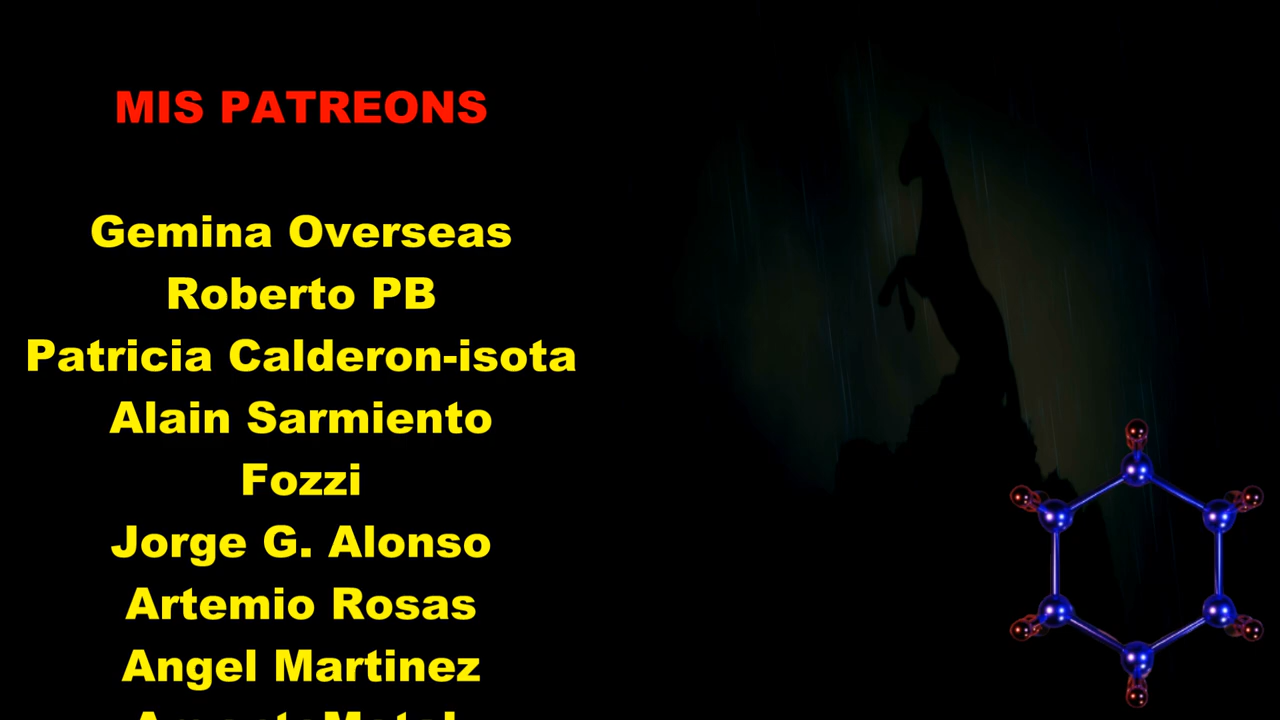 MIS PATREONS
Gemina Overseas
Roberto PB
Patricia Calderon-isota
Alain Sarmiento
Fozzi
Jorge G. Alonso
Artemio Rosas
Angel Martinez